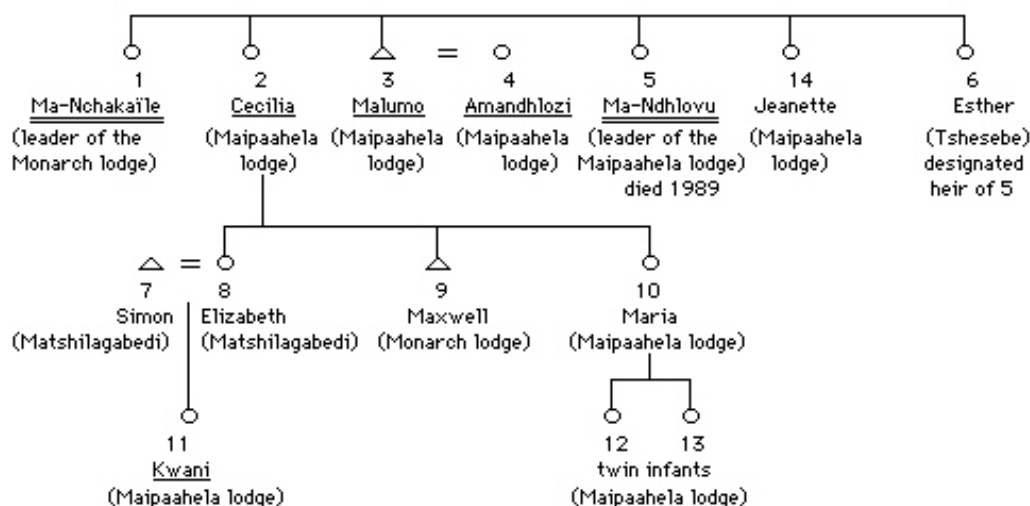 1 2 3 = 4 5 14 6
Ma-Nchakaïle Cecilia Malumo Amandhlozi Ma-Ndhlovu Jeanette Esther
(leader of the (Maipaahela (Maipaahela (Maipaahela (leader of the (Maipaahela (Tshesebe)
Monarch lodge) lodge) lodge) lodge) Maipaahela lodge) lodge) designated
died 1989 heir of 5
7 = 8 9 10
Simon Elizabeth Maxwell Maria
(Matshilagabedi) (Matshilagabedi) (Monarch lodge) (Maipaahela lodge)
11 12 13
Kwani twin infants
(Maipaahela lodge) (Maipaahela lodge)